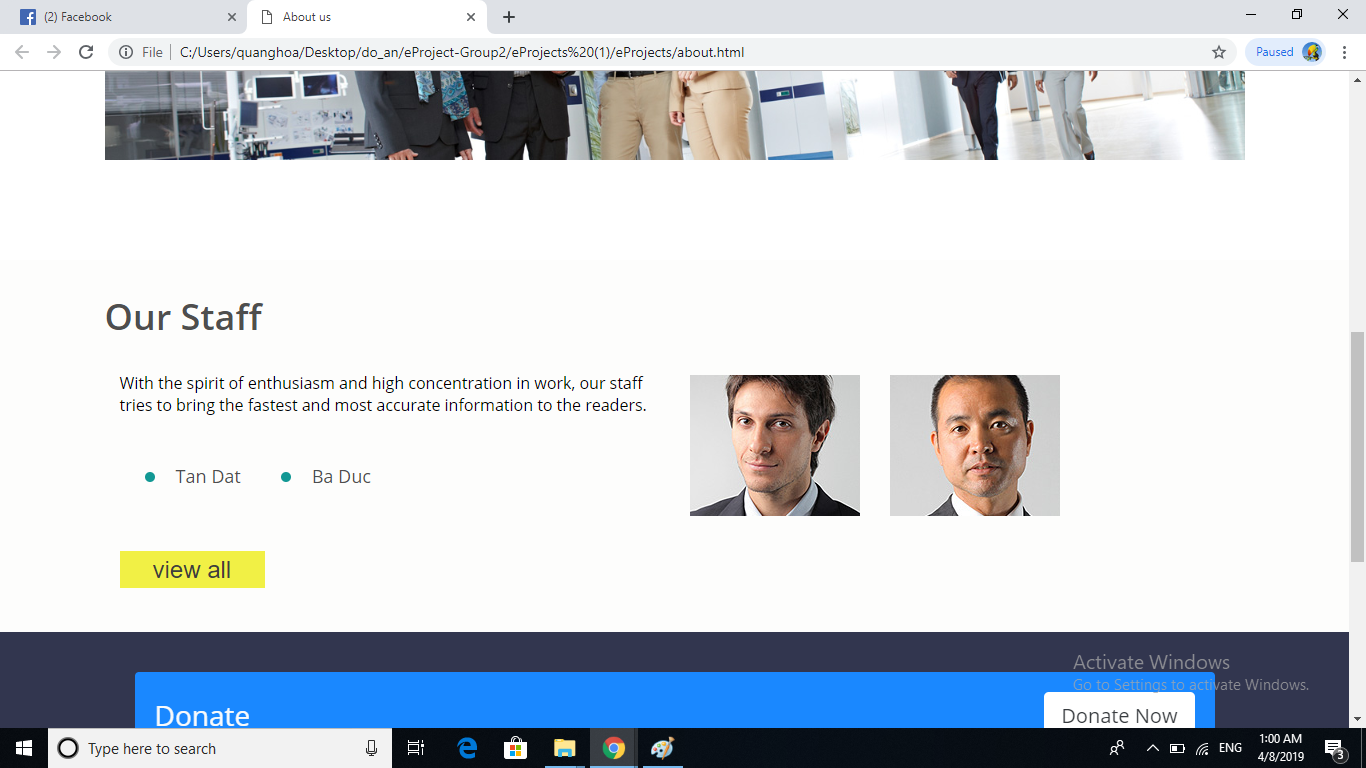 (2) Facebook
About us
File
C:/Users/quanghoa/Desktop/do_an/eProject-Group2/eProjects%20(1)/eProjects/about.html
Paused
Our Staff
With the spirit of enthusiasm and high concentration in work, our staff
tries to bring the fastest and most accurate information to the readers.
Tan Dat
Ba Duc
view all
Activate Windows
Go to Settings to activate Windows.
Donate
Donate Now
Type here to search
ENG
1:00 AM
4/8/2019
3